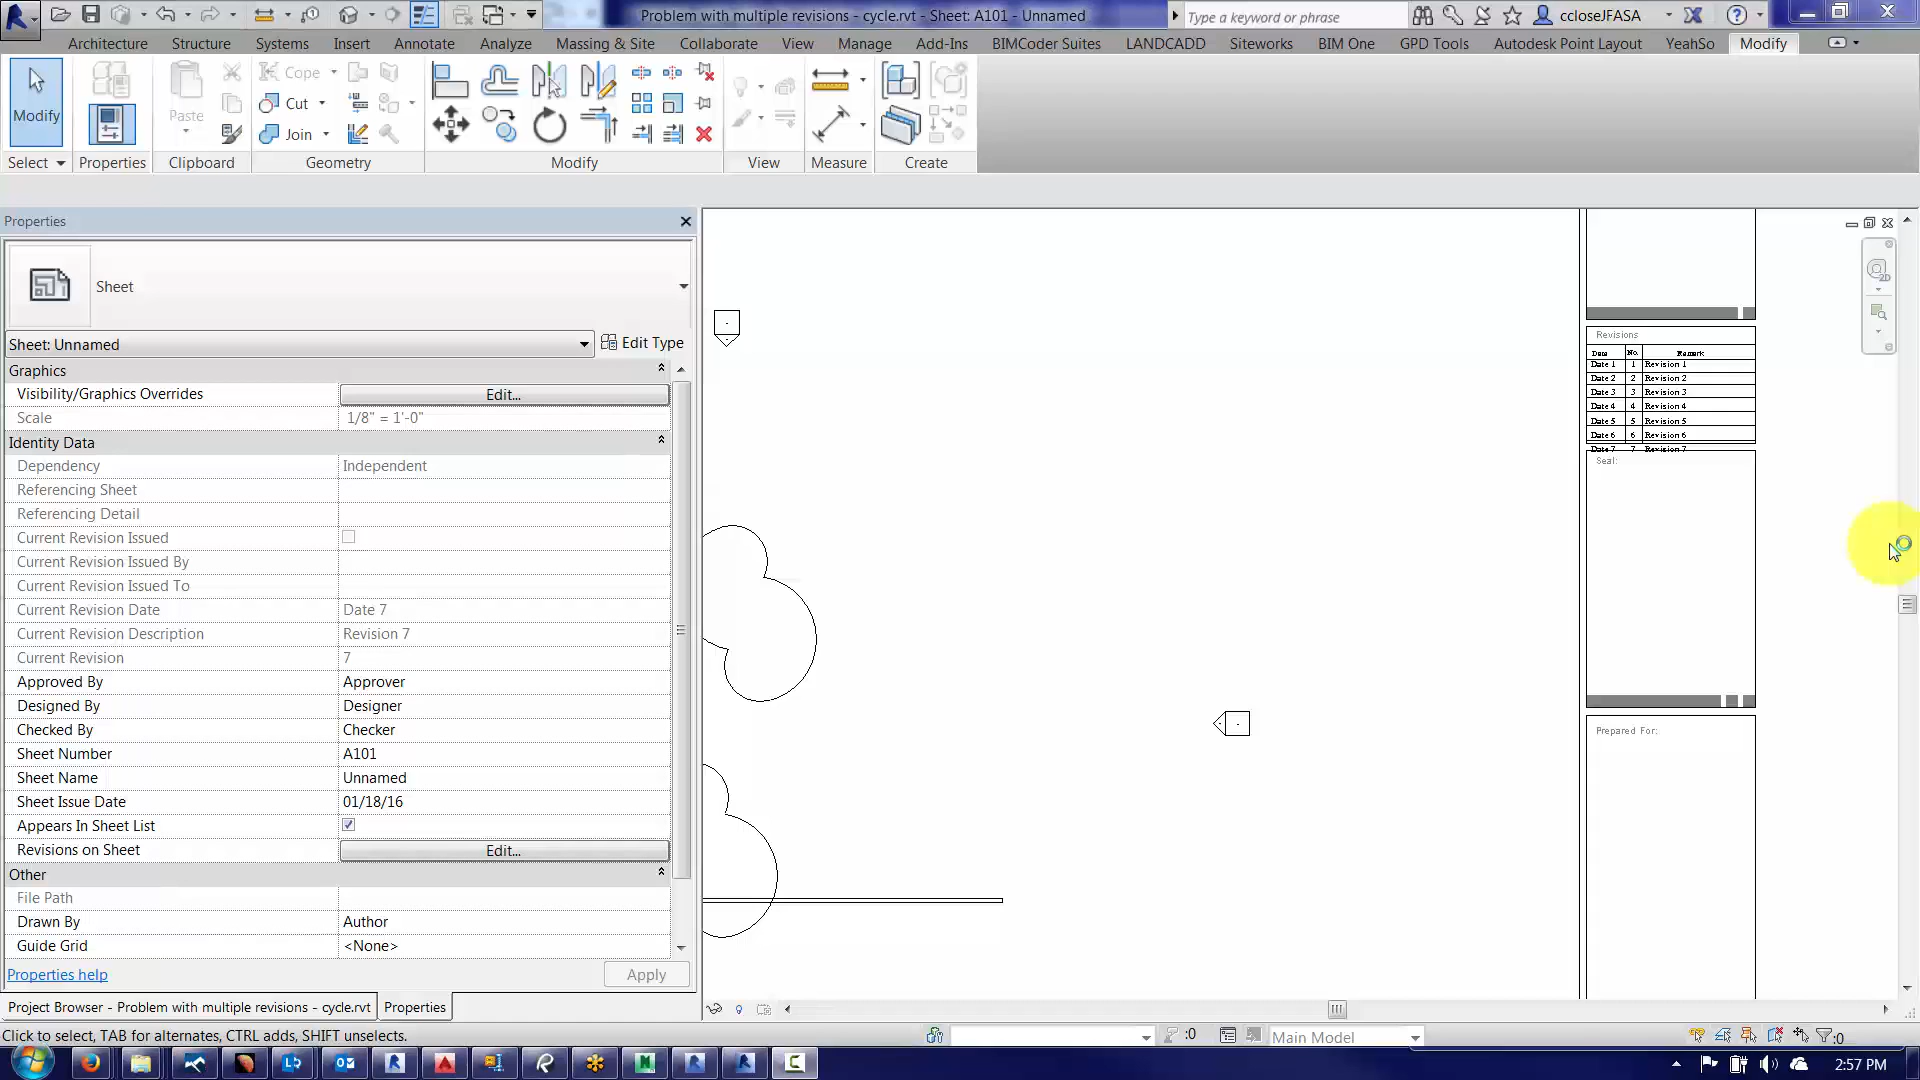 Problem with multiple revisions - cycle.rvt - Sheet: A101 - Unnamed
Type a keyword or phrase
ccloseJFASA
Architecture Structure Systems Insert Annotate Analyze Massing & Site Collaborate View Manage Add-Ins BIMCoder Suites LANDCADD Siteworks BIM One GPD Tools Autodesk Point Layout YeahSo Modify
Modify
Paste
Cope
Cut
Join
Select Properties Clipboard Geometry Modify View Measure Create
Properties
Sheet
Sheet: Unnamed
Edit Type
Graphics
Visibility/Graphics Overrides Edit...
Scale 1/8" = 1'-0"
Identity Data
Dependency Independent
Referencing Sheet
Referencing Detail
Current Revision Issued
Current Revision Issued By
Current Revision Issued To
Current Revision Date Date 7
Current Revision Description Revision 7
Current Revision 7
Approved By Approver
Designed By Designer
Checked By Checker
Sheet Number A101
Sheet Name Unnamed
Sheet Issue Date 01/18/16
Appears In Sheet List
Revisions on Sheet Edit...
Other
File Path
Drawn By Author
Guide Grid <None>
Properties help
Apply
Project Browser - Problem with multiple revisions - cycle.rvt Properties
Revisions
Date No. Remark
Date 1 1 Revision 1
Date 2 2 Revision 2
Date 3 3 Revision 3
Date 4 4 Revision 4
Date 5 5 Revision 5
Date 6 6 Revision 6
Date 7 7 Revision 7
Seal:
Prepared For:
2D
Click to select, TAB for alternates, CTRL adds, SHIFT unselects.
:0
Main Model
:0
2:57 PM